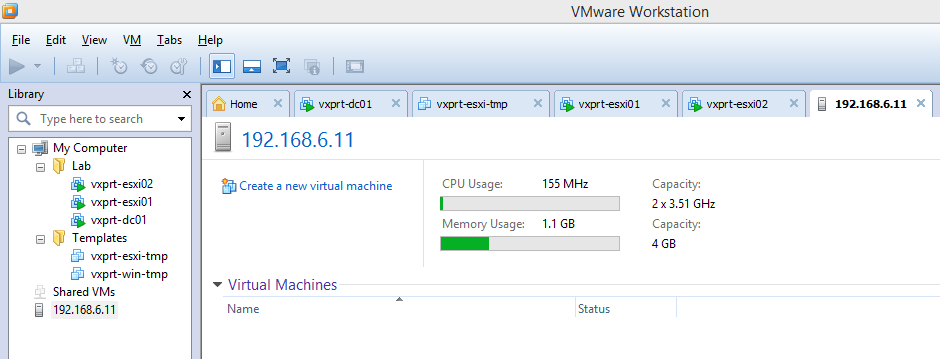 VMware Workstation
File Edit View VM Tabs Help
Library
Type here to search
My Computer
Lab
vxprt-esxi02
vxprt-esxi01
vxprt-dc01
Templates
vxprt-esxi-tmp
vxprt-win-tmp
Shared VMs
192.168.6.11
Home vxprt-dc01 vxprt-esxi-tmp vxprt-esxi01 vxprt-esxi02 192.168.6.11
192.168.6.11
Create a new virtual machine
CPU Usage: 155 MHz Capacity:
2 x 3.51 GHz
Memory Usage: 1.1 GB Capacity:
4 GB
Virtual Machines
Name Status